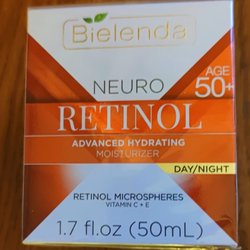 Bielenda
NEURO
AGE
50+
RETINOL
ADVANCED HYDRATING
MOISTURIZER
DAY/NIGHT
RETINOL MICROSPHERES
VITAMIN C + E
1.7 fl.oz (50mL)